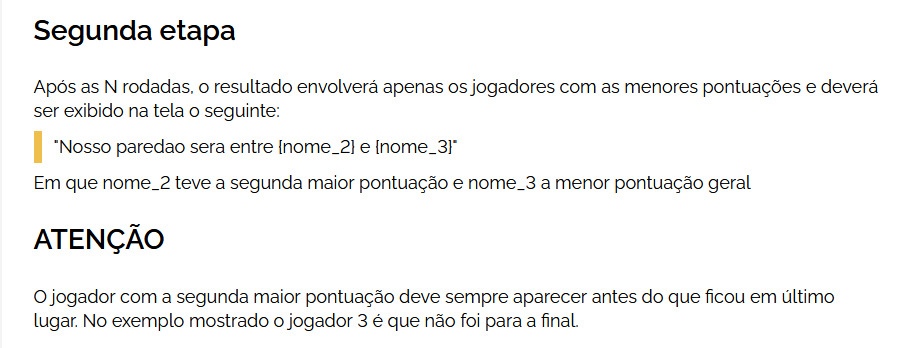 Segunda etapa
Após as N rodadas, o resultado envolverá apenas os jogadores com as menores pontuações e deverá
ser exibido na tela o seguinte:
"Nosso paredao sera entre {nome_2} e {nome_3}"
Em que nome_2 teve a segunda maior pontuação e nome_3 a menor pontuação geral
ATENÇÃO
O jogador com a segunda maior pontuação deve sempre aparecer antes do que ficou em último
lugar. No exemplo mostrado o jogador 3 é que não foi para a final.